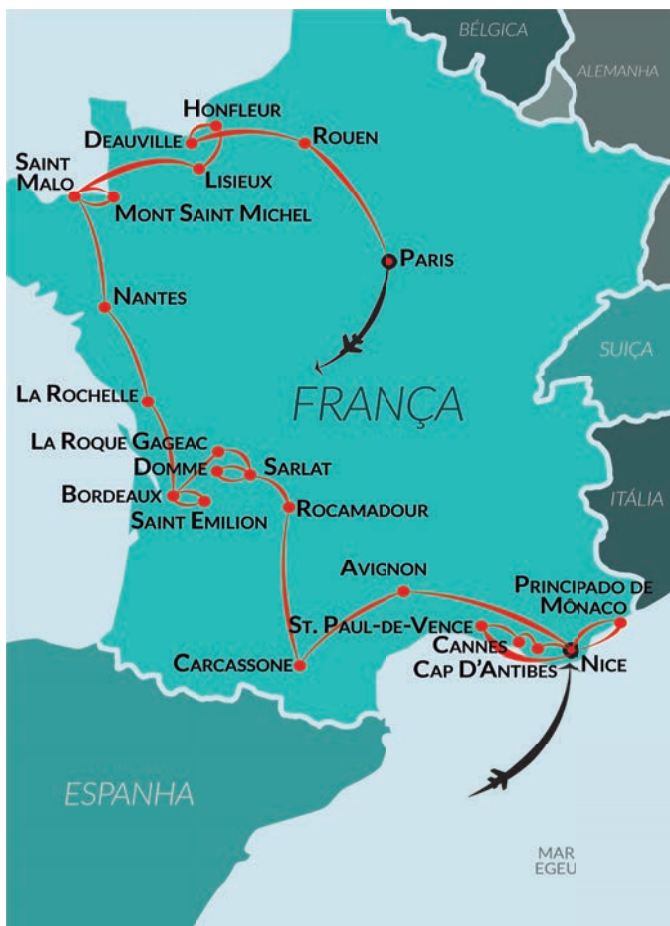 BÉLGICA
ALEMANHA
HONFLEUR
DEAUVILLE
ROUEN
SAINT
MALO
LISIEUX
MONT SAINT MICHEL
PARIS
NANTES
SUIÇA
FRANÇA
LA ROCHELLE
LA ROQUE GAGEAC
DOMME
SARLAT
BORDEAUX
SAINT EMILION
ROCAMADOUR
ITÁLIA
AVIGNON
PRINCIPADO DE
MÔNACO
ST. PAUL-DE-VENCE
CANNES
CAP D'ANTIBES
NICE
CARCASSONE
ESPANHA
MAR
EGEU